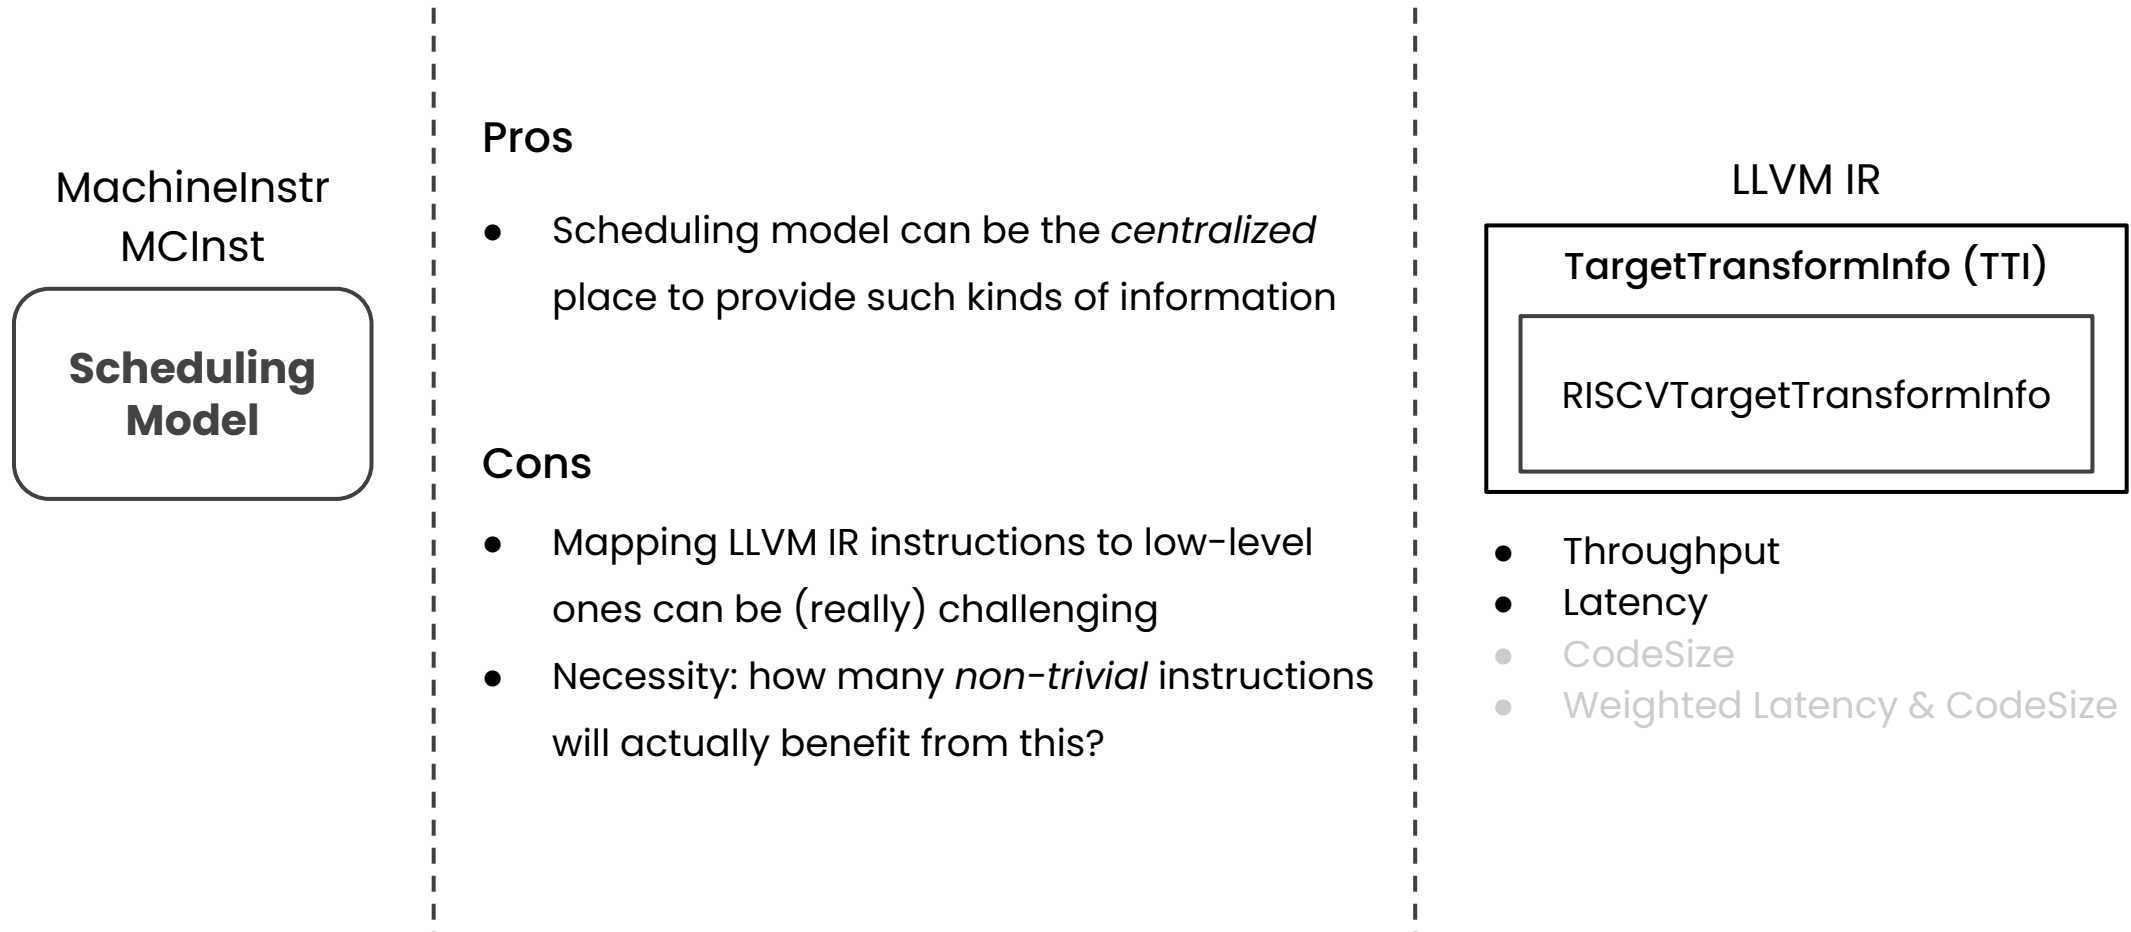 MachineInstr
MCInst
Scheduling
Model
Pros
● Scheduling model can be the centralized
place to provide such kinds of information
Cons
● Mapping LLVM IR instructions to low-level
ones can be (really) challenging
● Necessity: how many non-trivial instructions
will actually benefit from this?
LLVM IR
TargetTransformInfo (TTI)
RISCVTargetTransformInfo
● Throughput
● Latency
● CodeSize
● Weighted Latency & CodeSize